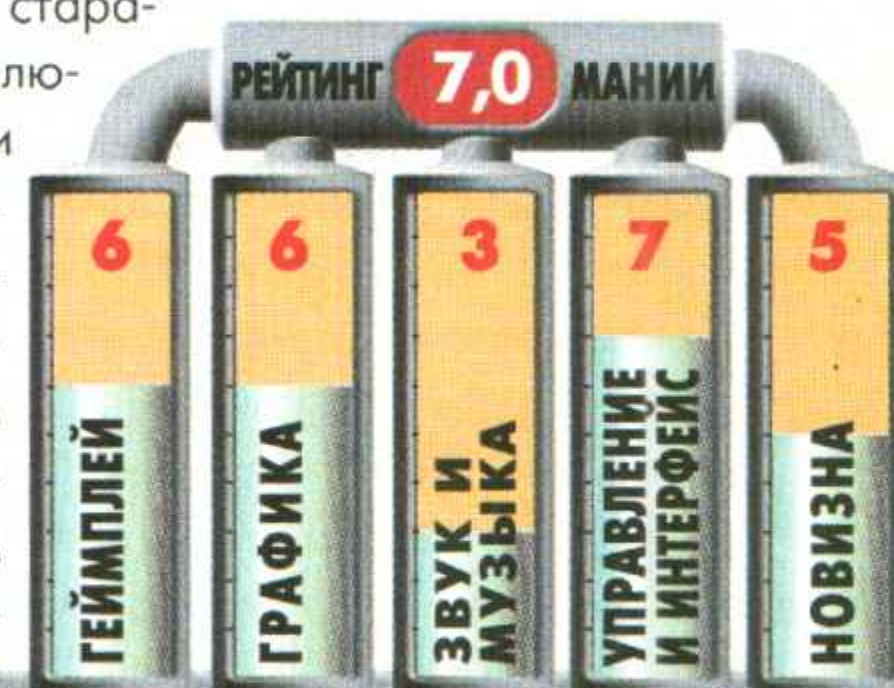 стара-
лю-
и
РЕЙТИНГ 7,0 МАНИИ
6 6 3 7 5
ГЕЙМПЛЕЙ
ГРАФИКА
ЗВУК И
МУЗЫКА
УПРАВЛЕНИЕ
И ИНТЕРФЕЙС
НОВИЗНА